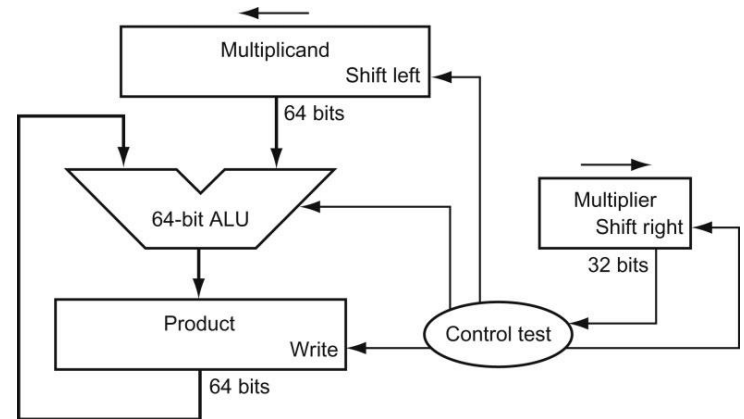 Multiplicand
Shift left
64 bits
64-bit ALU
Multiplier
Shift right
32 bits
Product
Write
Control test
64 bits